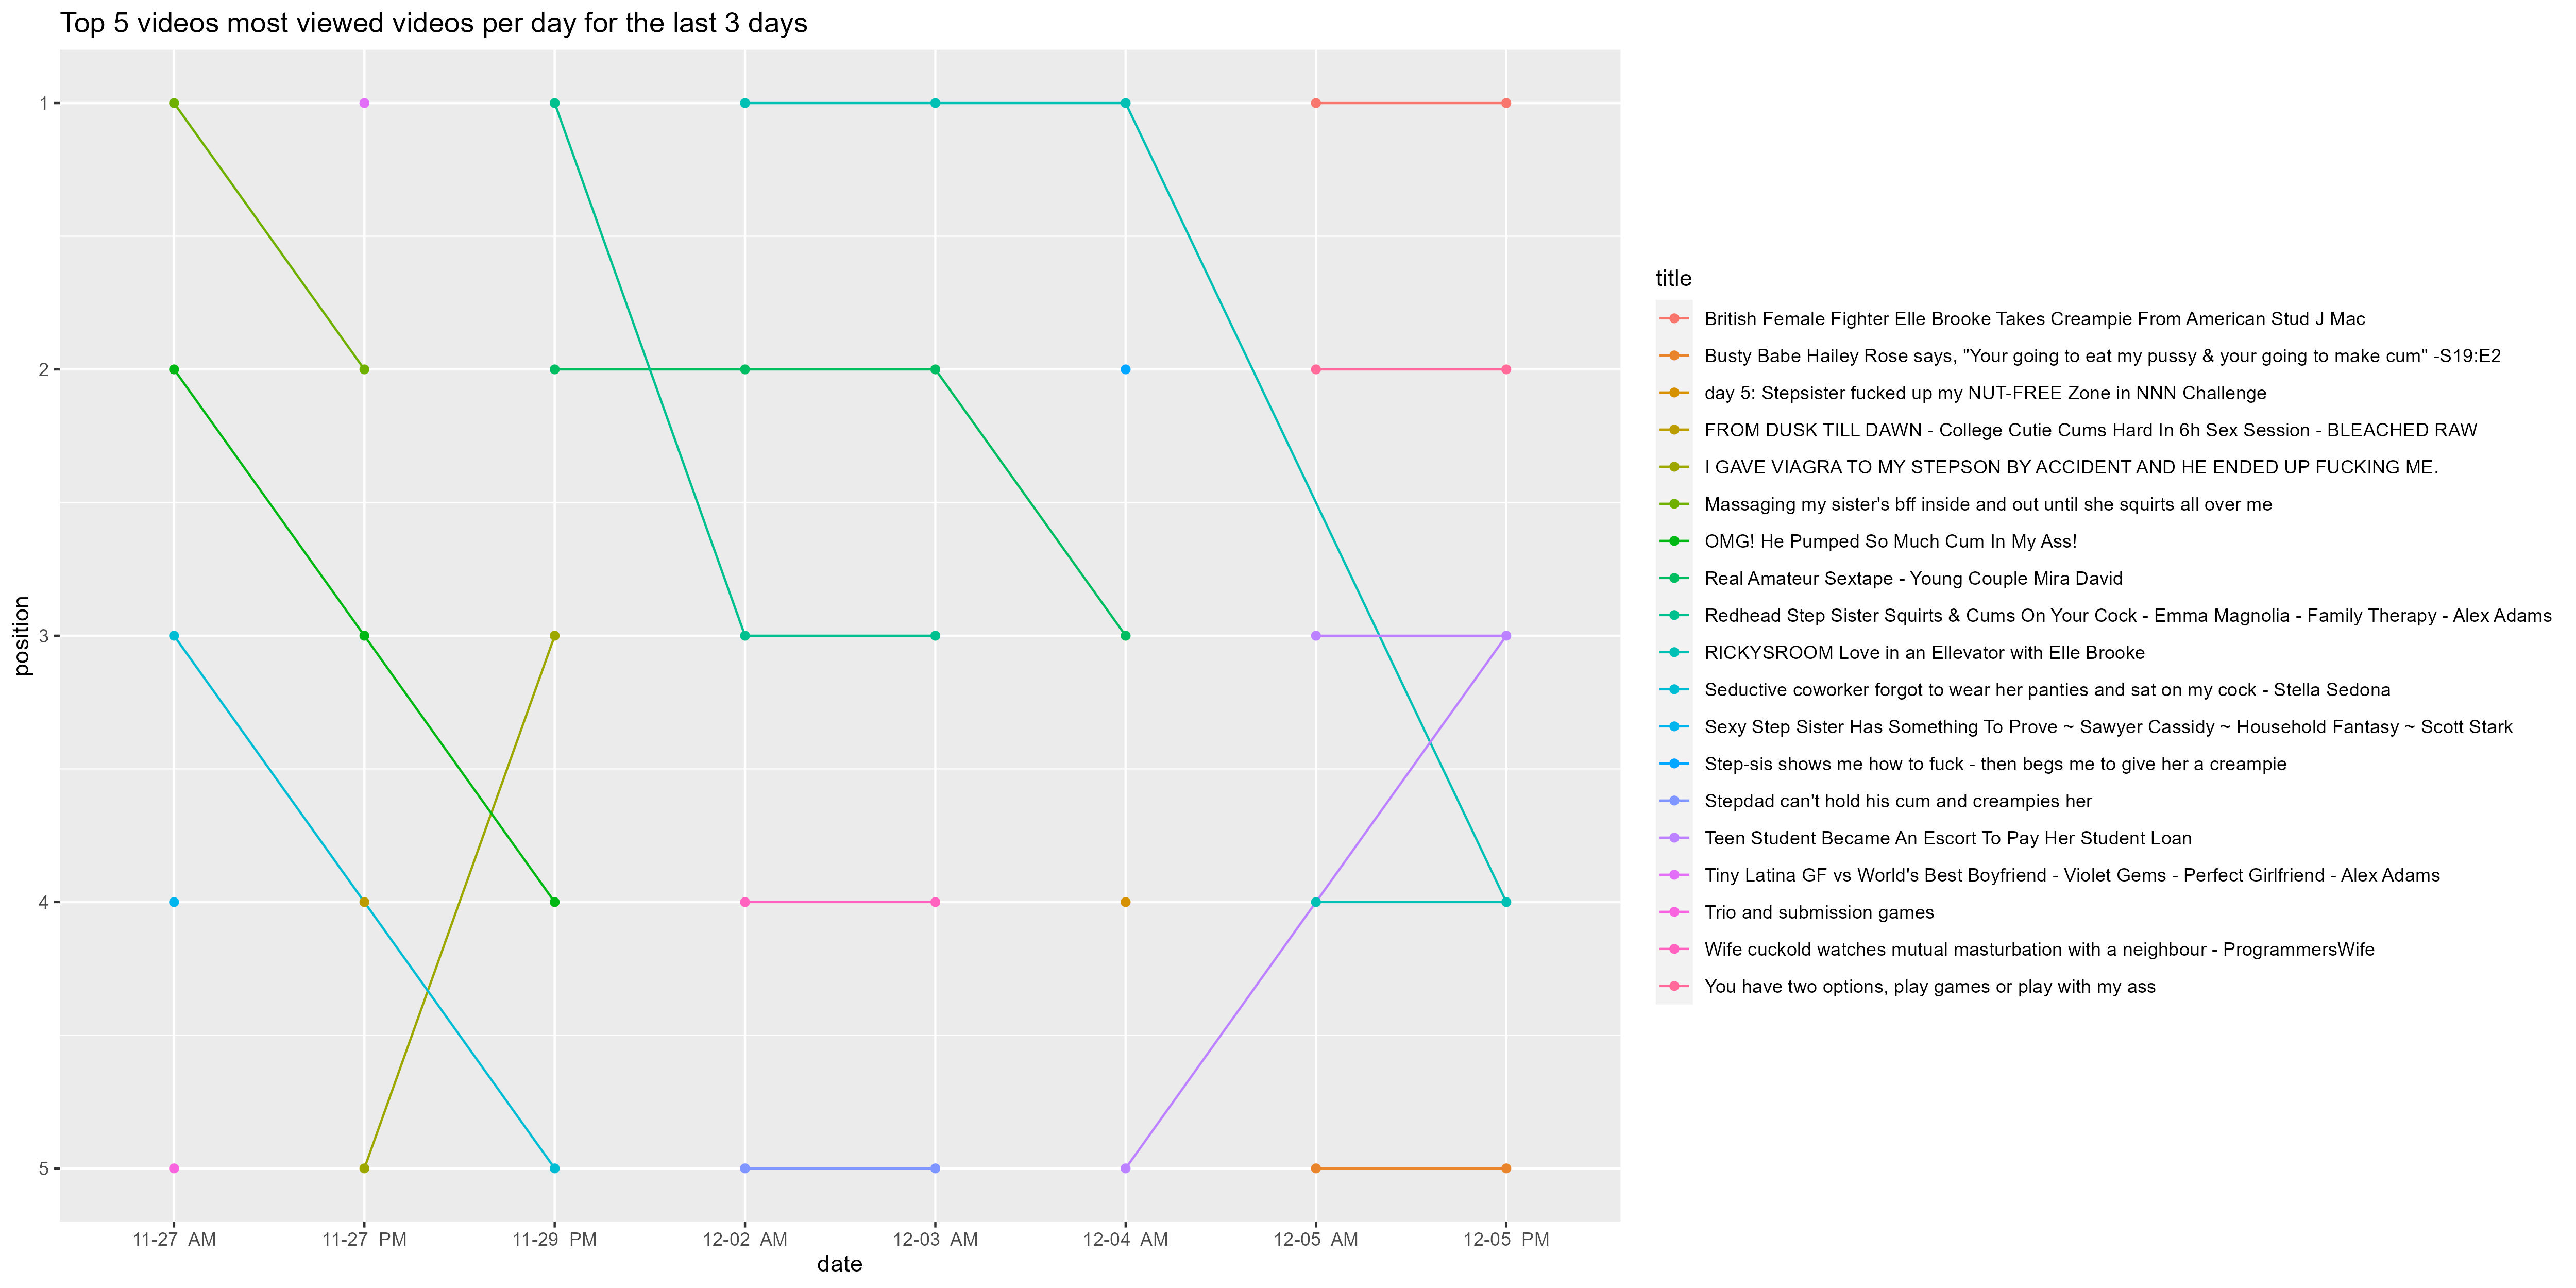 Top 5 videos most viewed videos per day for the last 3 days
position
1
2
3
4
5
11-27 AM
11-27 PM
11-29 PM
12-02 AM
12-03 AM
12-04 AM
12-05 AM
12-05 PM
date
title
British Female Fighter Elle Brooke Takes Creampie From American Stud J Mac
Busty Babe Hailey Rose says, "Your going to eat my pussy & your going to make cum" -S19:E2
day 5: Stepsister fucked up my NUT-FREE Zone in NNN Challenge
FROM DUSK TILL DAWN - College Cutie Cums Hard In 6h Sex Session - BLEACHED RAW
I GAVE VIAGRA TO MY STEPSON BY ACCIDENT AND HE ENDED UP FUCKING ME.
Massaging my sister's bff inside and out until she squirts all over me
OMG! He Pumped So Much Cum In My Ass!
Real Amateur Sextape - Young Couple Mira David
Redhead Step Sister Squirts & Cums On Your Cock - Emma Magnolia - Family Therapy - Alex Adams
RICKYSROOM Love in an Ellevator with Elle Brooke
Seductive coworker forgot to wear her panties and sat on my cock - Stella Sedona
Sexy Step Sister Has Something To Prove ~ Sawyer Cassidy ~ Household Fantasy ~ Scott Stark
Step-sis shows me how to fuck - then begs me to give her a creampie
Stepdad can't hold his cum and creampies her
Teen Student Became An Escort To Pay Her Student Loan
Tiny Latina GF vs World's Best Boyfriend - Violet Gems - Perfect Girlfriend - Alex Adams
Trio and submission games
Wife cuckold watches mutual masturbation with a neighbour - ProgrammersWife
You have two options, play games or play with my ass